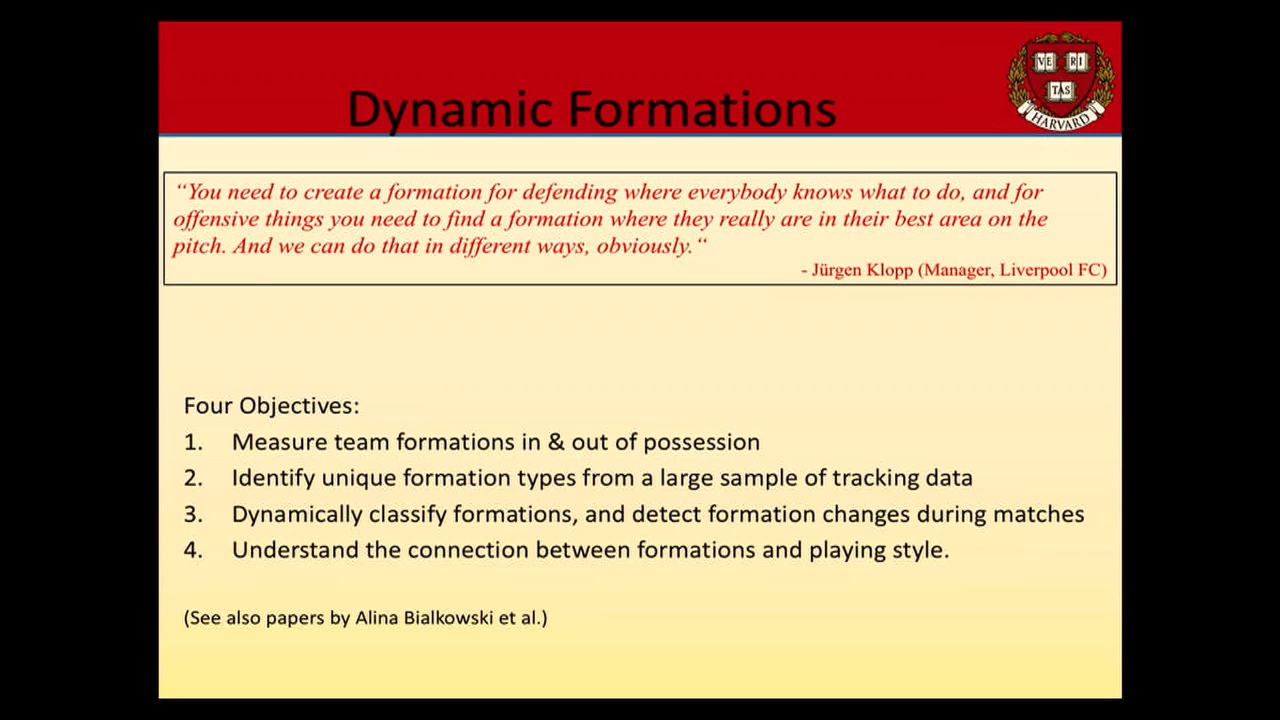 Dynamic Formations
VE RI
TAS
HARVARD
“You need to create a formation for defending where everybody knows what to do, and for
offensive things you need to find a formation where they really are in their best area on the
pitch. And we can do that in different ways, obviously.“
- Jürgen Klopp (Manager, Liverpool FC)
Four Objectives:
1. Measure team formations in & out of possession
2. Identify unique formation types from a large sample of tracking data
3. Dynamically classify formations, and detect formation changes during matches
4. Understand the connection between formations and playing style.
(See also papers by Alina Bialkowski et al.)